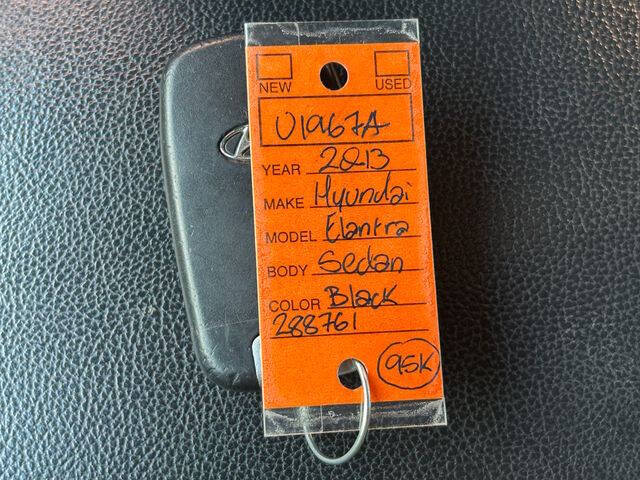 NEW USED
U1967A
YEAR 2013
MAKE Hyundai
MODEL Elantra
BODY Sedan
COLOR Black
288761
95K